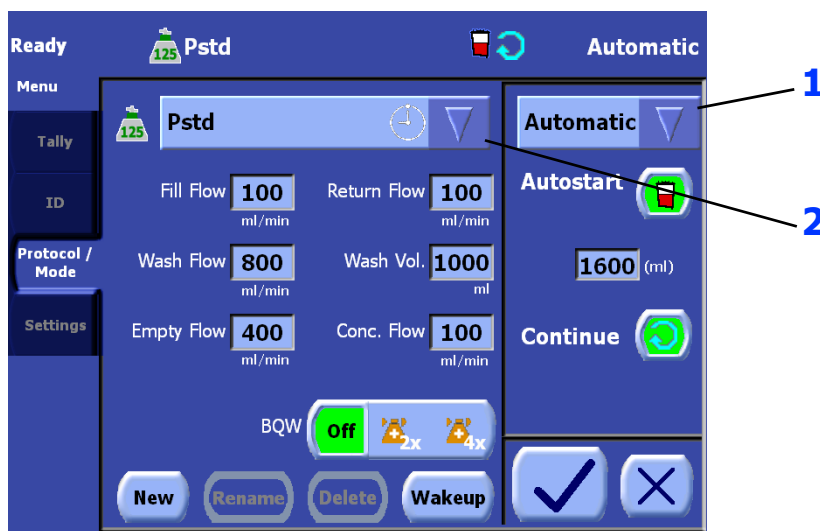 Ready
125
Pstd
Automatic
1
Menu
Tally
ID
Protocol /
Mode
Settings
125
Pstd
Automatic
Fill Flow 100 Return Flow 100
ml/min ml/min
Wash Flow 800 Wash Vol. 1000
ml/min ml
Empty Flow 400 Conc. Flow 100
ml/min ml/min
BQW Off 2x 4x
New Rename Delete Wakeup
Autostart
2
1600 (ml)
Continue